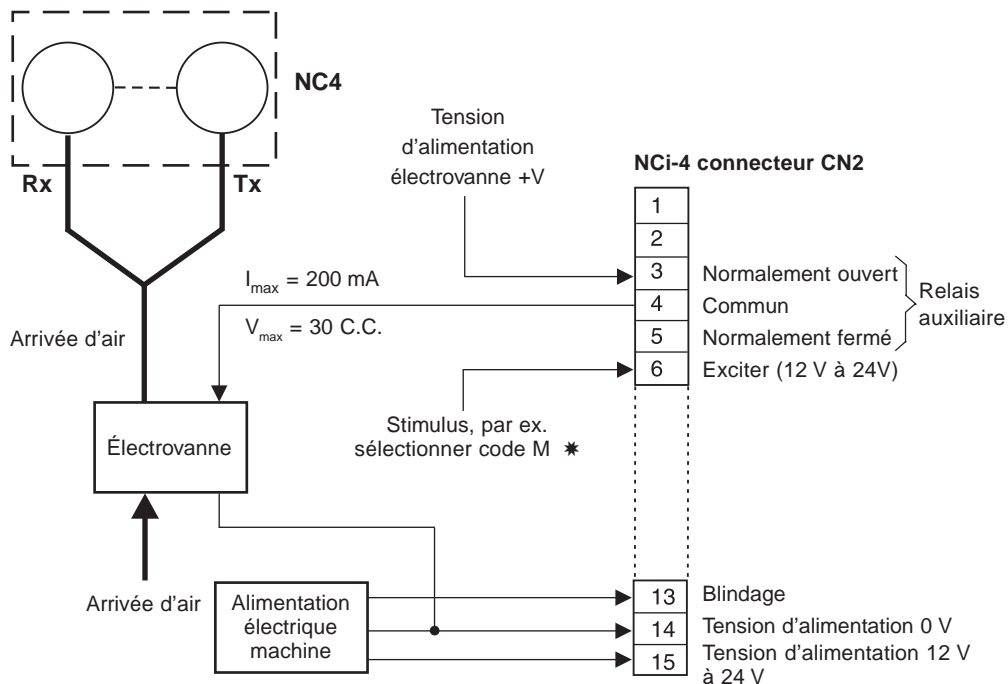 NC4
Rx
Tx
Tension
d'alimentation
électrovanne +V
NCi-4 connecteur CN2
1
2
3 Normalement ouvert
4 Commun
5 Normalement fermé
6 Exciter (12 V à 24V)
Relais
auxiliaire
Imax = 200 mA
Vmax = 30 C.C.
Arrivée d'air
Stimulus, par ex.
sélectionner code M ✷
Électrovanne
Arrivée d'air
Alimentation
électrique
machine
13 Blindage
14 Tension d'alimentation 0 V
15 Tension d'alimentation 12 V
à 24 V